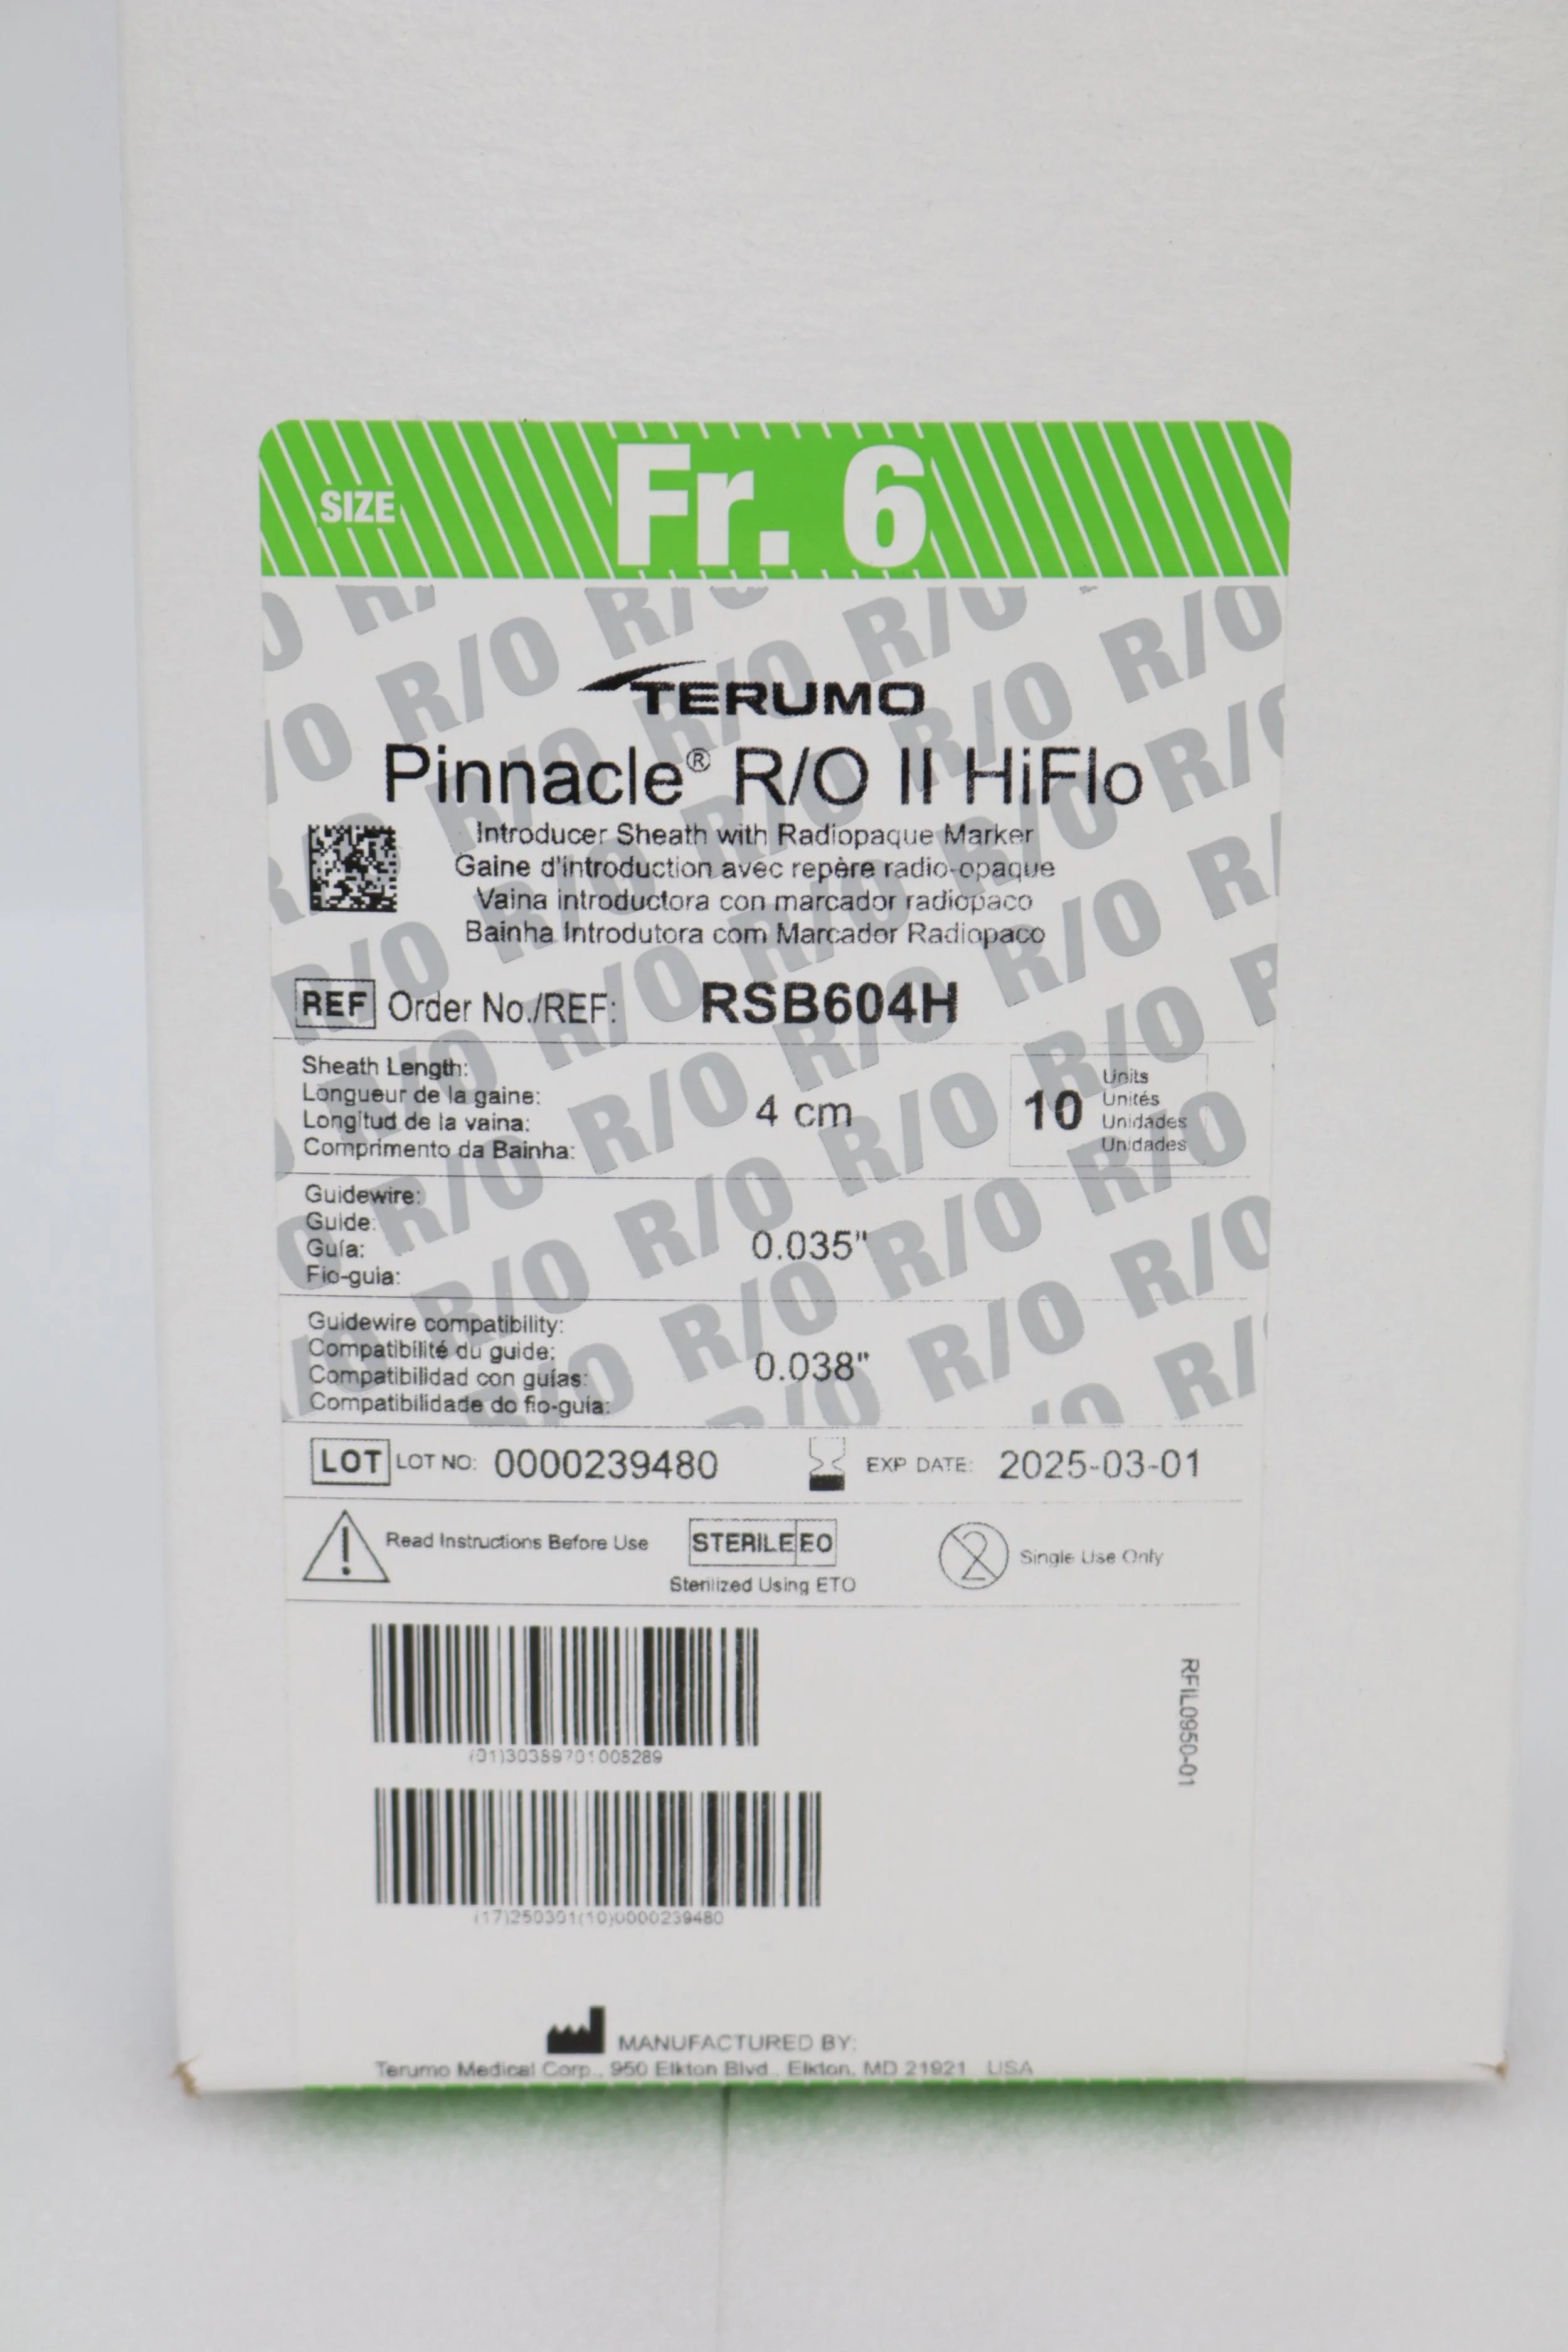 SIZE Fr. 6
TERUMO
Pinnacle® R/O II HiFlo
Introducer Sheath with Radiopaque Marker
Gaine d'introduction avec repère radio-opaque
Vaina introductora con marcador radiopaco
Bainha Introdutora com Marcador Radiopaco
REF Order No./REF: RSB604H
Sheath Length:
Longueur de la gaine:
Longitud de la vaina:
Comprimento da Bainha:
4 cm
10
Units
Unités
Unidades
Unidades
Guidewire:
Guide:
Guía:
Fio-guia:
0.035"
Guidewire compatibility:
Compatibilité du guide:
Compatibilidad con guías:
Compatibilidade do fio-guia:
0.038"
LOT LOT NO: 0000239480 EXP DATE: 2025-03-01
Read Instructions Before Use
STERILE EO
Sterilized Using ETO
2 Single Use Only
(01)30389701008289
(17)250301(10)0000239480
RFIL0950-01
MANUFACTURED BY:
Terumo Medical Corp., 950 Elkton Blvd., Elkton, MD 21921 USA